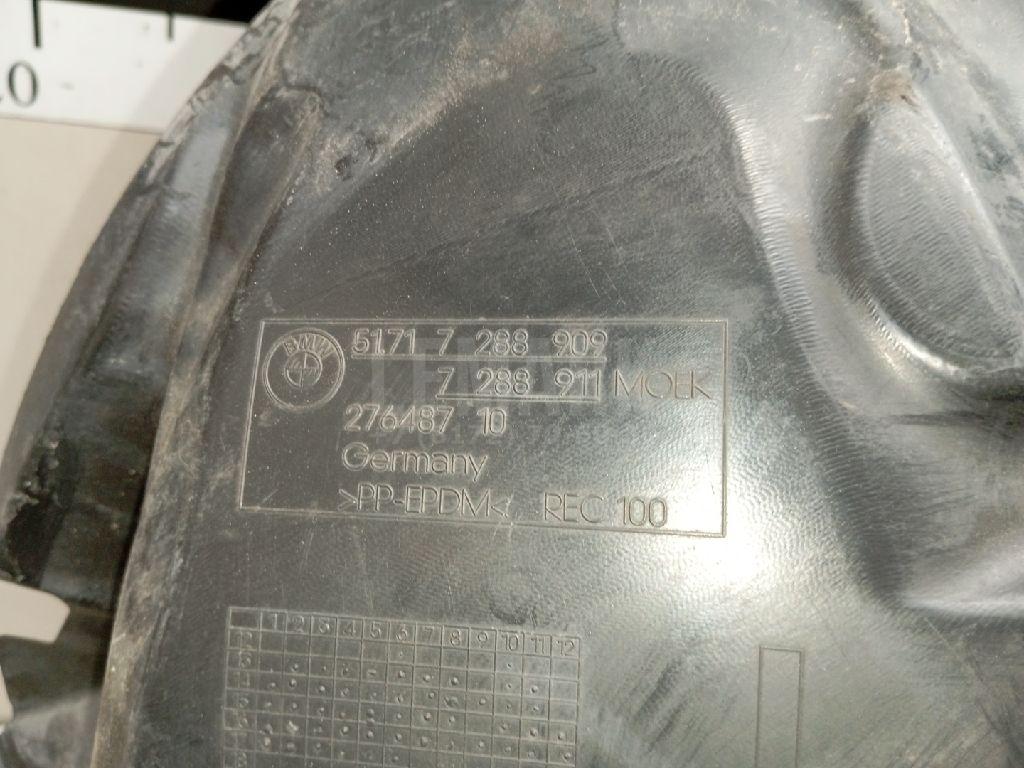 BMW
51.71 7 288 909
7 288 911 MOEK
276487 10
Germany
>PP-EPDM< REC 100
1 2 3 4 5 6 7 8 9 10 11 12